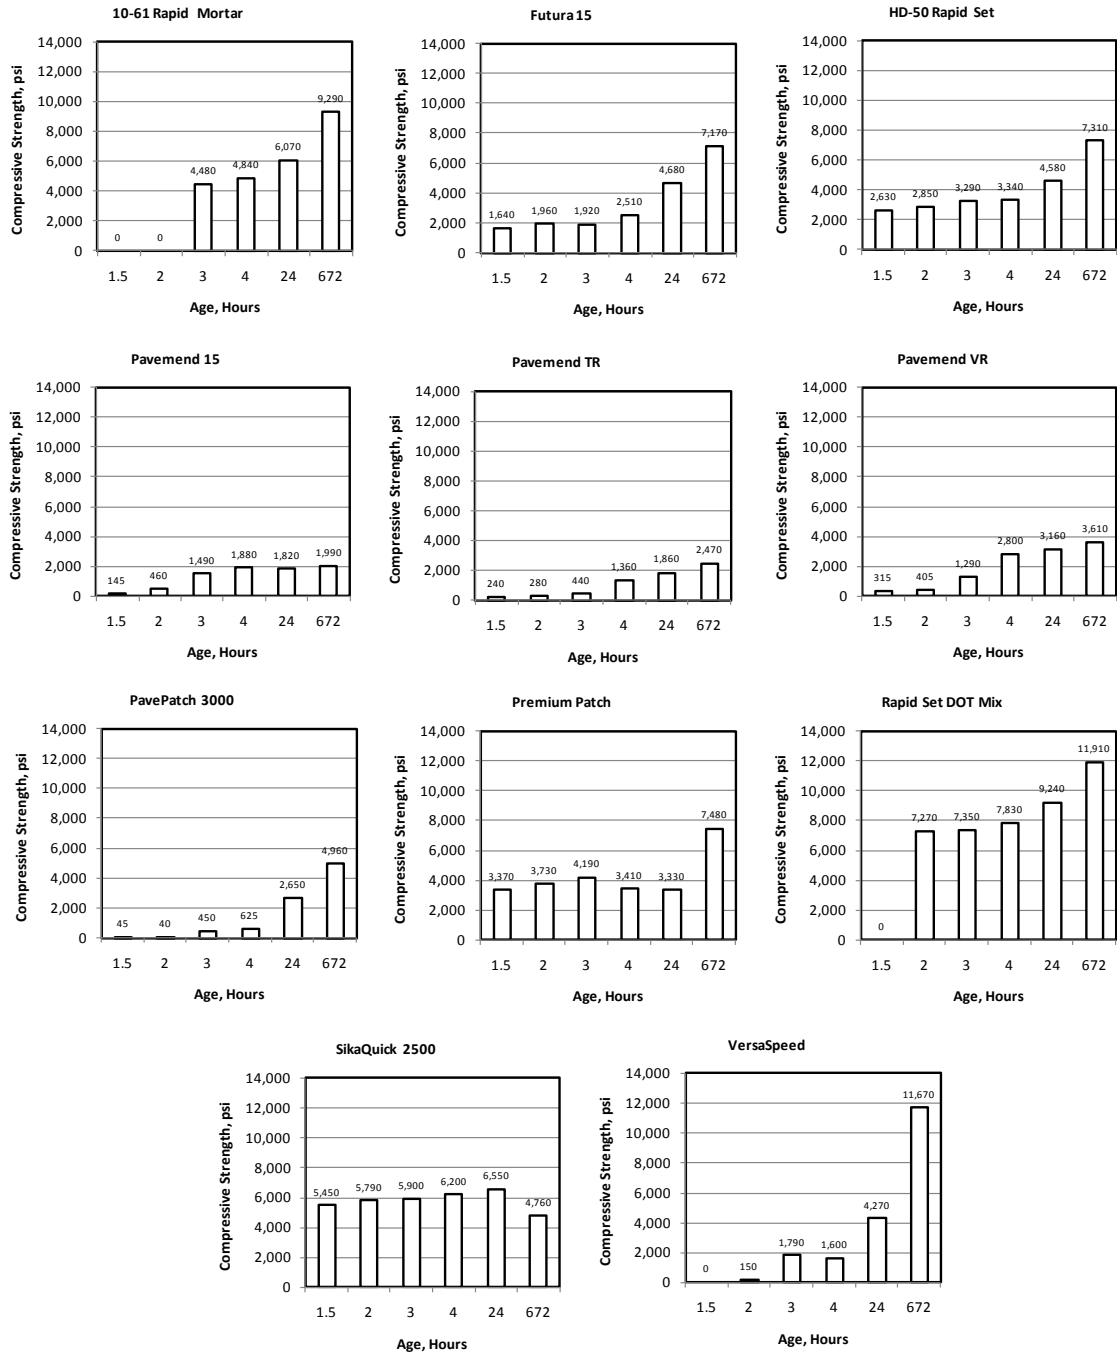 10-61 Rapid Mortar
Compressive Strength, psi
14,000
12,000
10,000
8,000
6,000
4,000
2,000
0
0 0 4,480 4,840 6,070 9,290
1.5 2 3 4 24 672
Age, Hours
Futura 15
Compressive Strength, psi
14,000
12,000
10,000
8,000
6,000
4,000
2,000
0
1,640 1,960 1,920 2,510 4,680 7,170
1.5 2 3 4 24 672
Age, Hours
HD-50 Rapid Set
Compressive Strength, psi
14,000
12,000
10,000
8,000
6,000
4,000
2,000
0
2,630 2,850 3,290 3,340 4,580 7,310
1.5 2 3 4 24 672
Age, Hours
Pavemend 15
Compressive Strength, psi
14,000
12,000
10,000
8,000
6,000
4,000
2,000
0
145 460 1,490 1,880 1,820 1,990
1.5 2 3 4 24 672
Age, Hours
Pavemend TR
Compressive Strength, psi
14,000
12,000
10,000
8,000
6,000
4,000
2,000
0
240 280 440 1,360 1,860 2,470
1.5 2 3 4 24 672
Age, Hours
Pavemend VR
Compressive Strength, psi
14,000
12,000
10,000
8,000
6,000
4,000
2,000
0
315 405 1,290 2,800 3,160 3,610
1.5 2 3 4 24 672
Age, Hours
PavePatch 3000
Compressive Strength, psi
14,000
12,000
10,000
8,000
6,000
4,000
2,000
0
45 40 450 625 2,650 4,960
1.5 2 3 4 24 672
Age, Hours
Premium Patch
Compressive Strength, psi
14,000
12,000
10,000
8,000
6,000
4,000
2,000
0
3,370 3,730 4,190 3,410 3,330 7,480
1.5 2 3 4 24 672
Age, Hours
Rapid Set DOT Mix
Compressive Strength, psi
14,000
12,000
10,000
8,000
6,000
4,000
2,000
0
0 7,270 7,350 7,830 9,240 11,910
1.5 2 3 4 24 672
Age, Hours
SikaQuick 2500
Compressive Strength, psi
14,000
12,000
10,000
8,000
6,000
4,000
2,000
0
5,450 5,790 5,900 6,200 6,550 4,760
1.5 2 3 4 24 672
Age, Hours
VersaSpeed
Compressive Strength, psi
14,000
12,000
10,000
8,000
6,000
4,000
2,000
0
0 150 1,790 1,600 4,270 11,670
1.5 2 3 4 24 672
Age, Hours